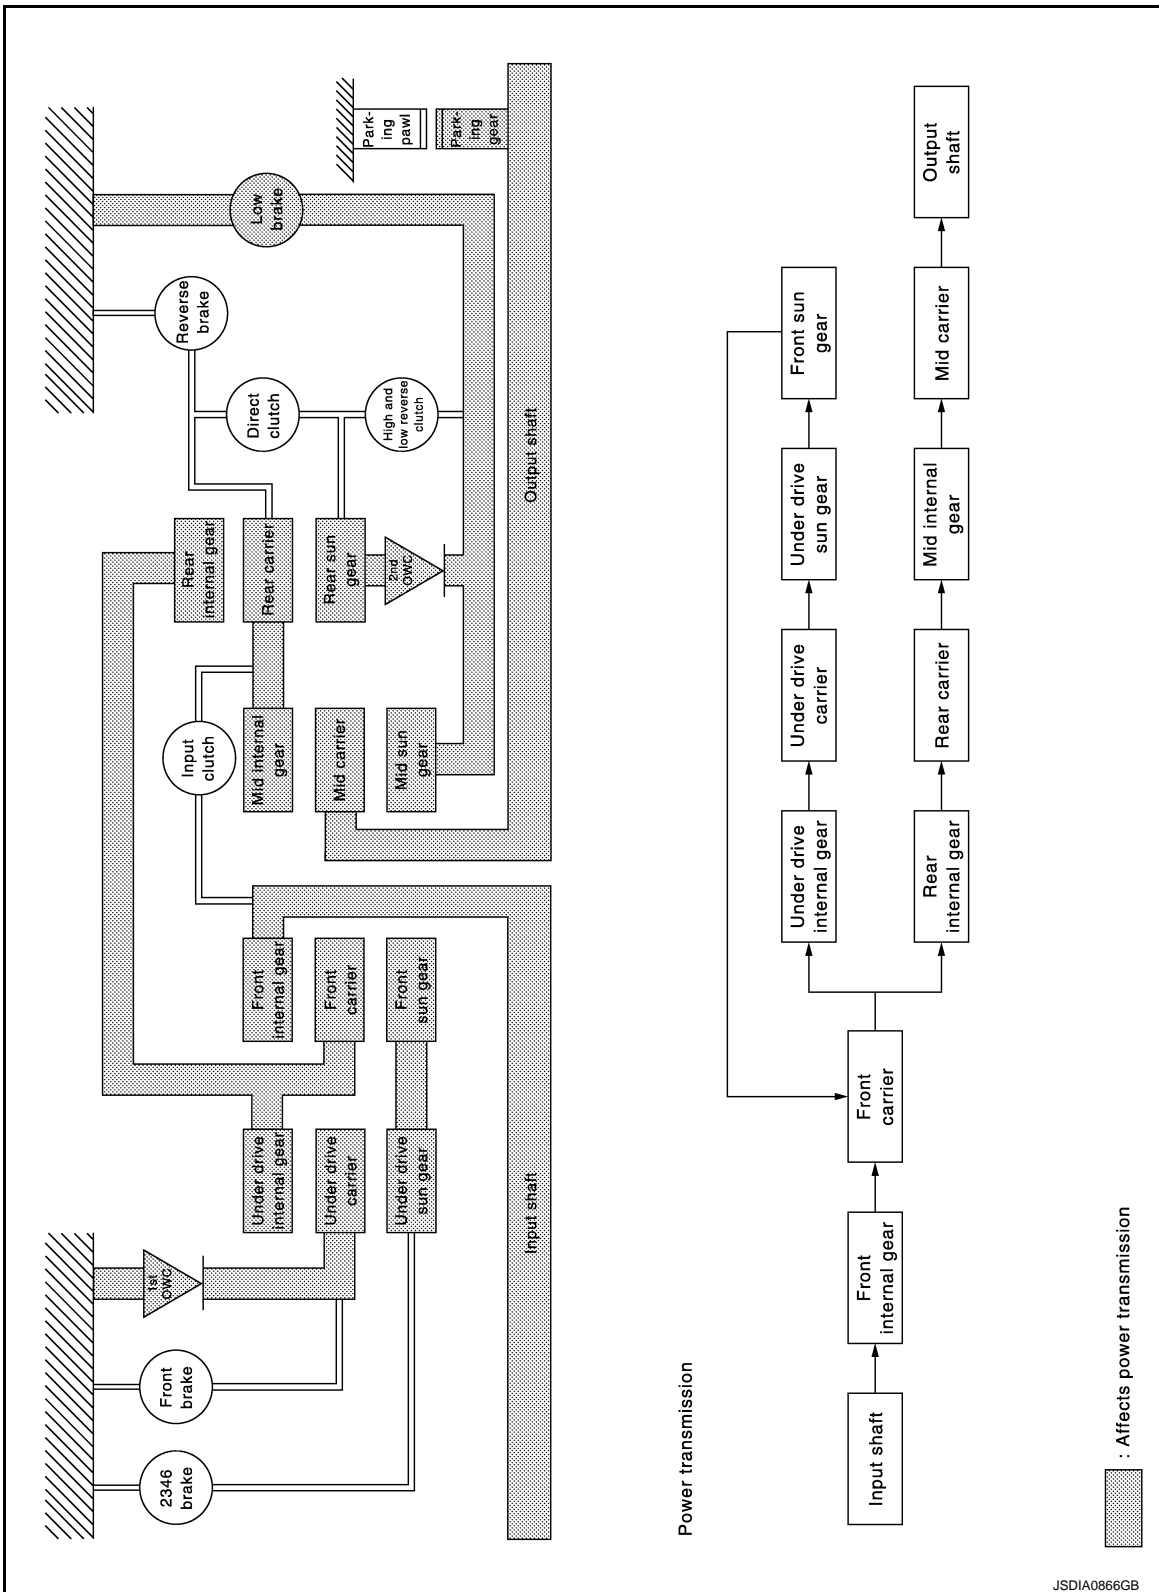 2346
brake
Front
brake
1st
OWC
Under drive
internal gear
Under drive
carrier
Under drive
sun gear
Front
internal gear
Front
carrier
Front
sun gear
Input shaft
Input
clutch
Mid internal
gear
Mid carrier
Mid sun
gear
Rear
internal gear
Rear carrier
Rear sun
gear
2nd
OWC
Direct
clutch
High and
low reverse
clutch
Reverse
brake
Low
brake
Output shaft
Park-
ing
pawl
Park-
ing
gear
Power transmission
Input shaft
Front
internal gear
Front
carrier
Under drive
internal gear
Under drive
carrier
Under drive
sun gear
Front sun
gear
Rear
internal gear
Rear carrier
Mid internal
gear
Mid carrier
Output
shaft
: Affects power transmission
JSDIA0866GB